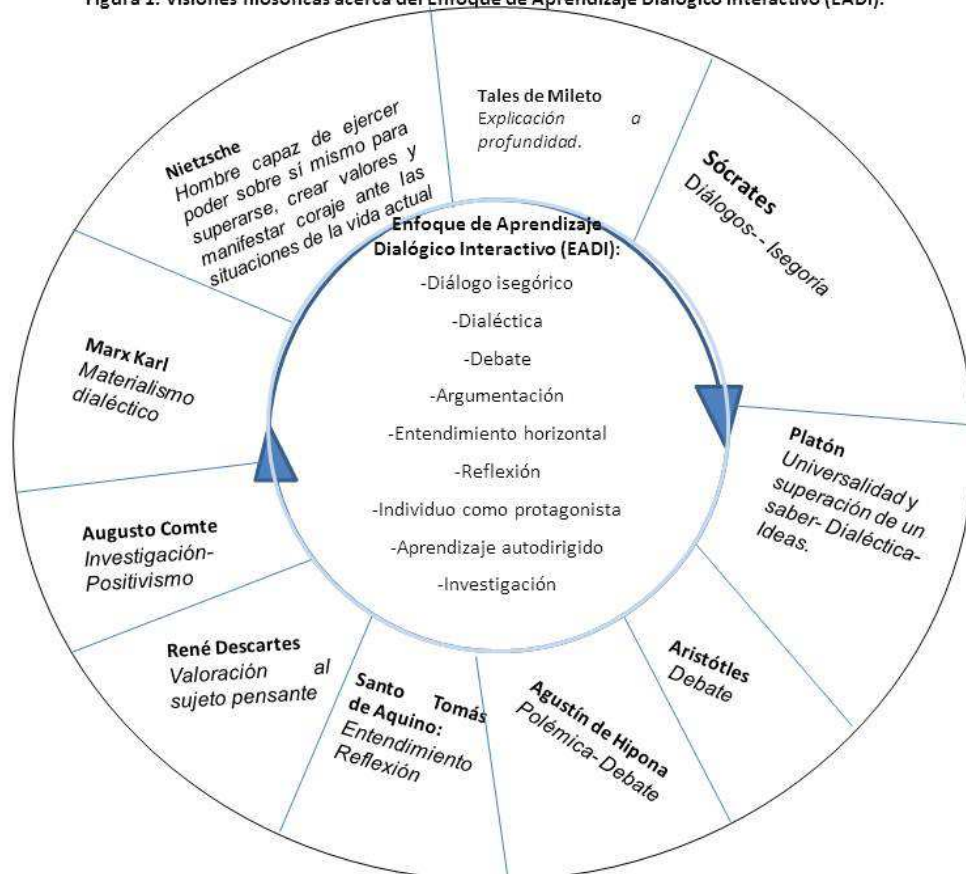 Figura 1. Visiones filosóficas acerca del Enfoque de Aprendizaje Dialógico Interactivo (EADI).
Tales de Mileto
Explicación a
profundidad.
Sócrates
Diálogos- - Isegoría
Platón
Universalidad y
superación de un
saber- Dialéctica-
Ideas.
Aristótles
Debate
Agustín de Hipona
Polémica- Debate
Santo Tomás
de Aquino:
Entendimiento
Reflexión
René Descartes
Valoración al
sujeto pensante
Augusto Comte
Investigación-
Positivismo
Marx Karl
Materialismo
dialéctico
Nietzsche
Hombre capaz de ejercer
poder sobre sí mismo para
superarse, crear valores y
manifestar coraje ante las
situaciones de la vida actual
Enfoque de Aprendizaje
Dialógico Interactivo (EADI):
-Diálogo isegórico
-Dialéctica
-Debate
-Argumentación
-Entendimiento horizontal
-Reflexión
-Individuo como protagonista
-Aprendizaje autodirigido
-Investigación